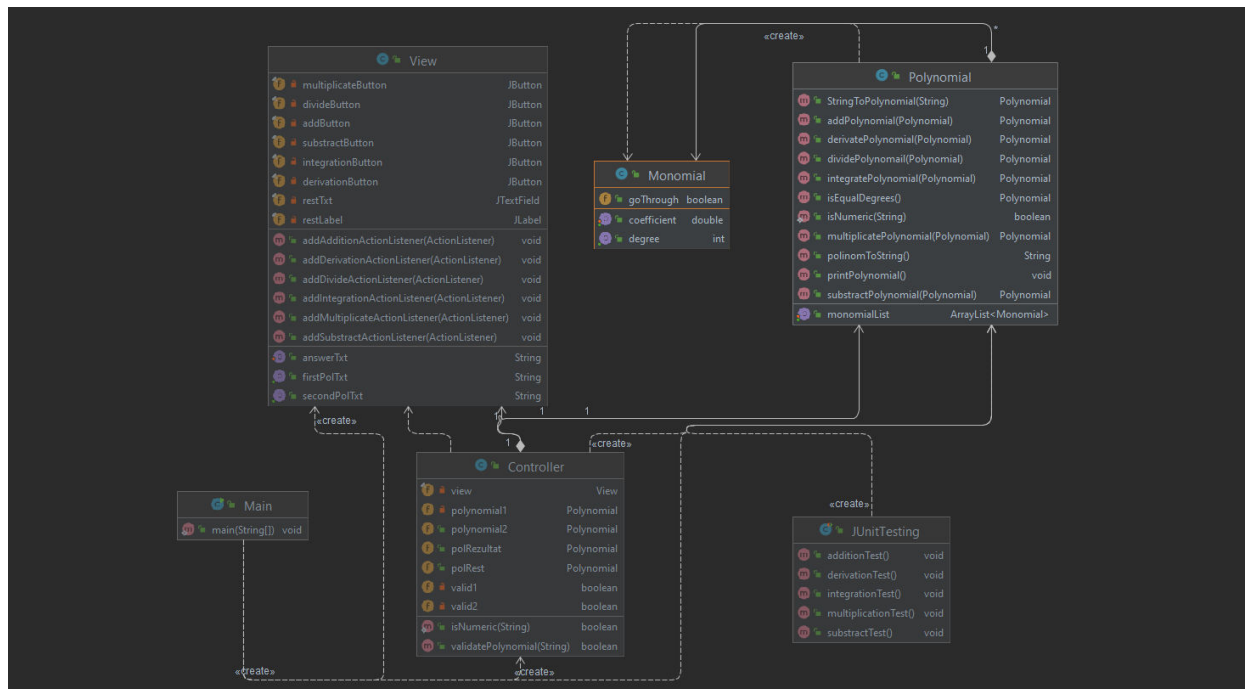 «create»
*
1
View
multiplicateButton JButton
divideButton JButton
addButton JButton
substractButton JButton
integrationButton JButton
derivationButton JButton
restTxt JTextField
restLabel JLabel
addAdditionActionListener(ActionListener) void
addDerivationActionListener(ActionListener) void
addDivideActionListener(ActionListener) void
addIntegrationActionListener(ActionListener) void
addMultiplicateActionListener(ActionListener) void
addSubstractActionListener(ActionListener) void
answerTxt String
firstPolTxt String
secondPolTxt String
Polynomial
StringToPolynomial(String) Polynomial
addPolynomial(Polynomial) Polynomial
derivatePolynomial(Polynomial) Polynomial
dividePolynomail(Polynomial) Polynomial
integratePolynomial(Polynomial) Polynomial
isEqualDegrees() Polynomial
isNumeric(String) boolean
multiplicatePolynomial(Polynomial) Polynomial
polinomToString() String
printPolynomial() void
substractPolynomial(Polynomial) Polynomial
monomialList ArrayList<Monomial>
Monomial
goThrough boolean
coefficient double
degree int
«create»
1 1
1
«create»
Controller
view View
polynomial1 Polynomial
polynomial2 Polynomial
polRezultat Polynomial
polRest Polynomial
valid1 boolean
valid2 boolean
isNumeric(String) boolean
validatePolynomial(String) boolean
Main
main(String[]) void
«create»
JUnitTesting
additionTest() void
derivationTest() void
integrationTest() void
multiplicationTest() void
substractTest() void
«create»
«create»